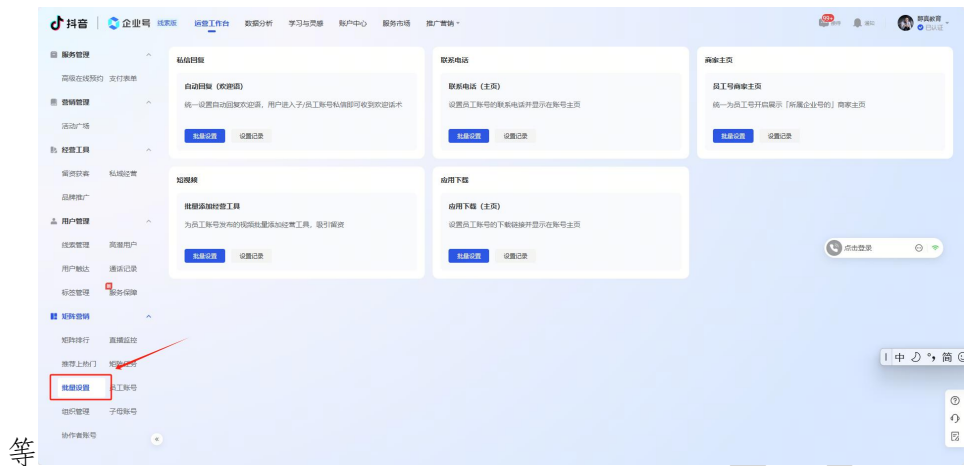 抖音 企业号 线索版 运营工作台 数据分析 学习与灵感 账户中心 服务市场 推广营销 99+ 通知 已认证
服务管理
高级在线预约 支付表单
营销管理
活动广场
经营工具
留资获客 私域经营
品牌推广
用户管理
线索管理 高潜用户
用户触达 通话记录
标签管理 服务保障
矩阵营销
矩阵排行 直播监控
推荐上热门 矩阵任务
批量设置 员工账号
组织管理 子母账号
协作者账号
私信回复
自动回复（欢迎语）
统一设置自动回复欢迎语，用户进入子/员工账号私信即可收到欢迎话术
批量设置 设置记录
联系电话
联系电话（主页）
设置员工账号的联系电话并显示在账号主页
批量设置 设置记录
商家主页
员工号商家主页
统一为员工号开启展示「所属企业号的」商家主页
批量设置 设置记录
短视频
批量添加经营工具
为员工账号发布的视频批量添加经营工具，吸引留资
批量设置 设置记录
应用下载
应用下载（主页）
设置员工账号的下载链接并显示在账号主页
批量设置 设置记录
点击登录
中 简
等